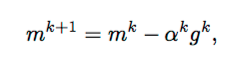 m^{k+1} = m^k − α^k g^k,